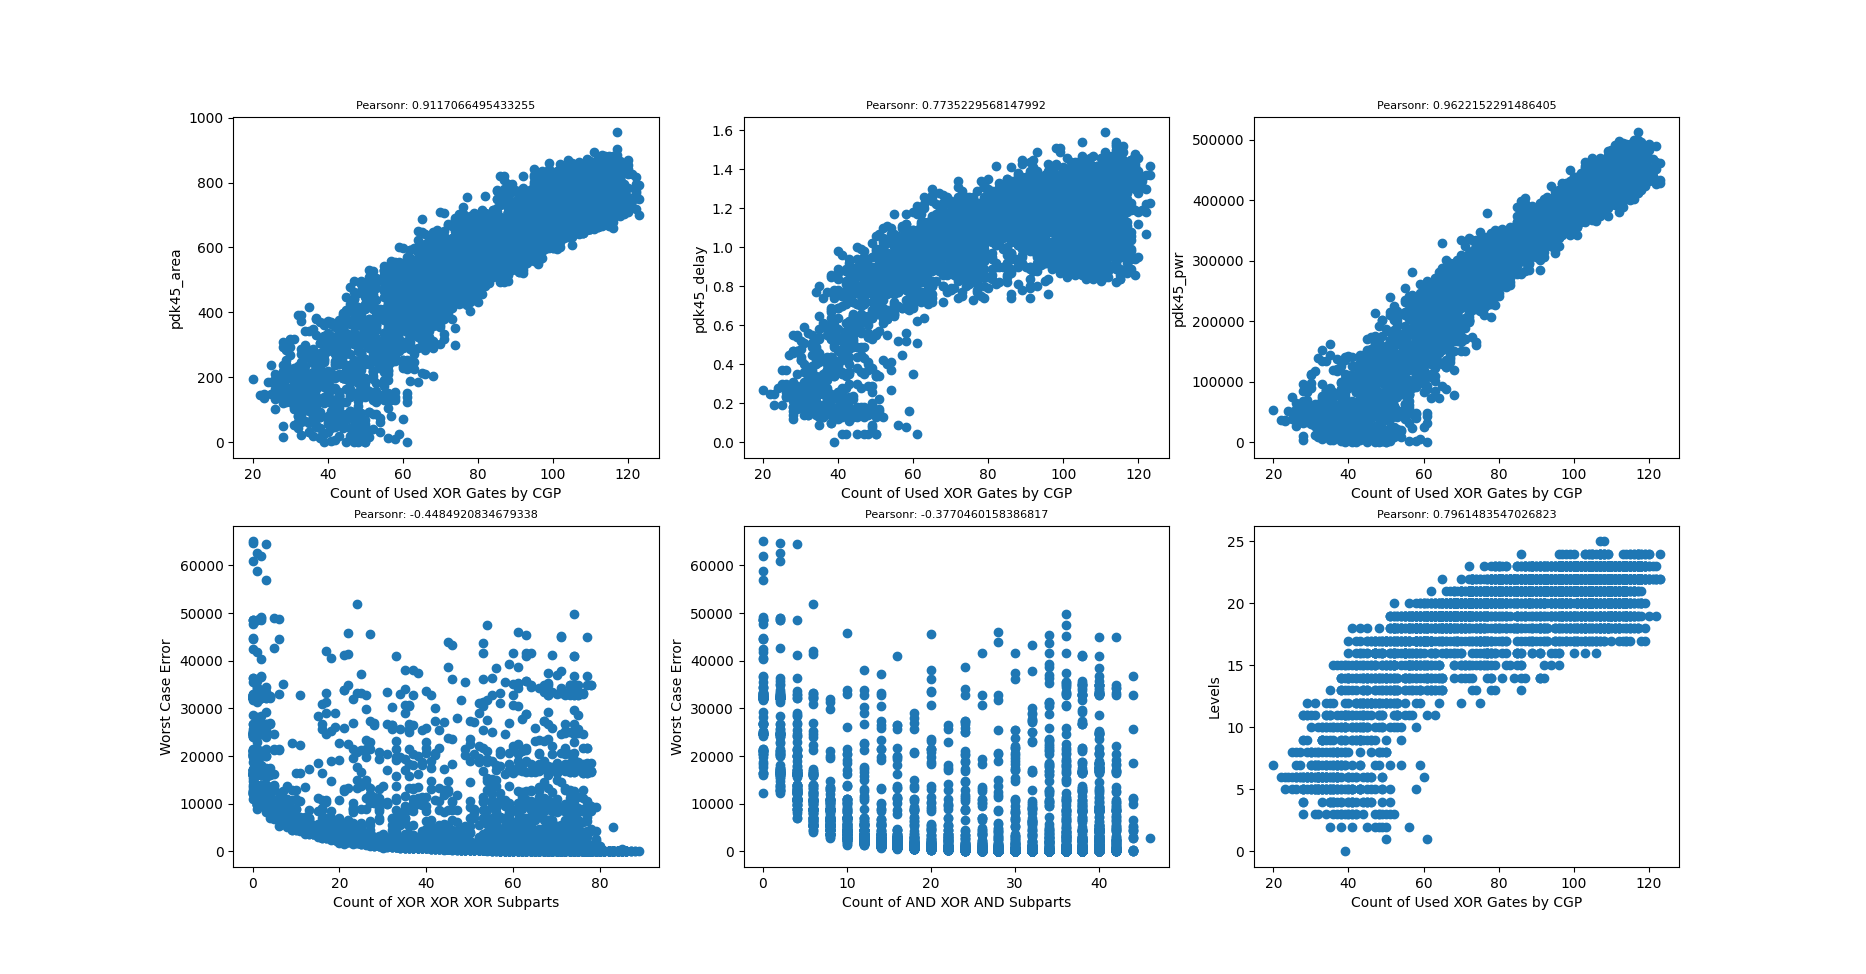 Pearsonr: 0.9117066495433255
1000
800
600
400
200
0
pdk45_area
20 40 60 80 100 120
Count of Used XOR Gates by CGP
Pearsonr: 0.7735229568147992
1.6
1.4
1.2
1.0
0.8
0.6
0.4
0.2
0.0
pdk45_delay
20 40 60 80 100 120
Count of Used XOR Gates by CGP
Pearsonr: 0.9622152291486405
500000
400000
300000
200000
100000
0
pdk45_pwr
20 40 60 80 100 120
Count of Used XOR Gates by CGP
Pearsonr: -0.4484920834679338
60000
50000
40000
30000
20000
10000
0
Worst Case Error
0 20 40 60 80
Count of XOR XOR XOR Subparts
Pearsonr: -0.3770460158386817
60000
50000
40000
30000
20000
10000
0
Worst Case Error
0 10 20 30 40
Count of AND XOR AND Subparts
Pearsonr: 0.7961483547026823
25
20
15
10
5
0
Levels
20 40 60 80 100 120
Count of Used XOR Gates by CGP